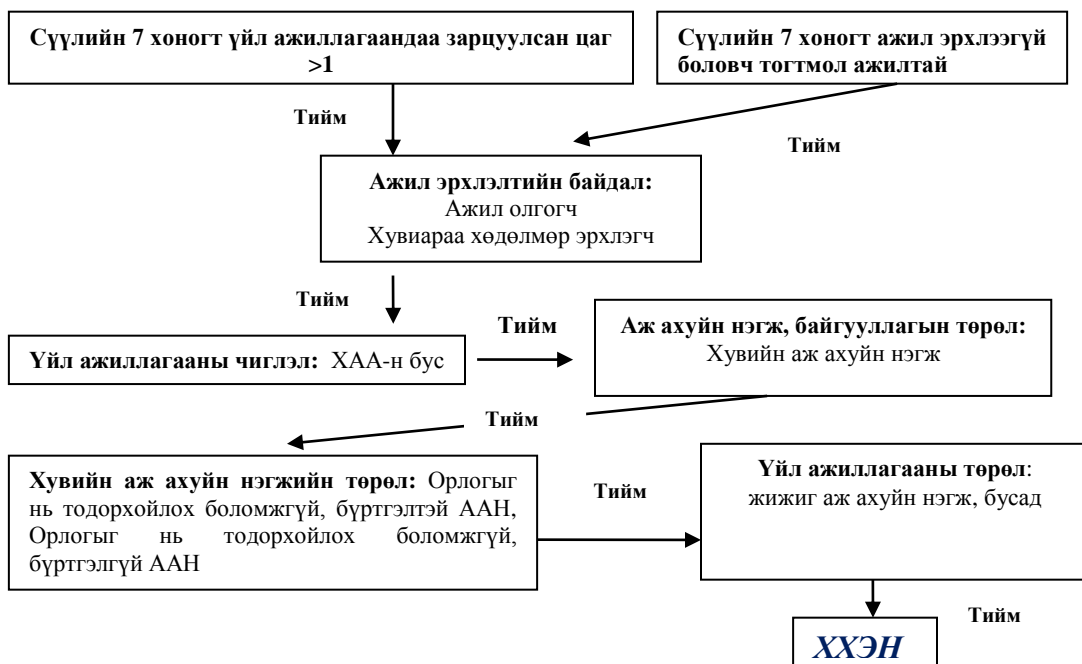 Сүүлийн 7 хоногт үйл ажиллагаандаа зарцуулсан цаг
>1
Сүүлийн 7 хоногт ажил эрхлээгүй
боловч тогтмол ажилтай
Тийм
Тийм
Ажил эрхлэлтийн байдал:
Ажил олгогч
Хувиараа хөдөлмөр эрхлэгч
Тийм
Үйл ажиллагааны чиглэл: ХАА-н бус
Тийм
Аж ахуйн нэгж, байгууллагын төрөл:
Хувийн аж ахуйн нэгж
Тийм
Хувийн аж ахуйн нэгжийн төрөл: Орлогыг
нь тодорхойлох боломжгүй, бүртгэлтэй ААН,
Орлогыг нь тодорхойлох боломжгүй,
бүртгэлгүй ААН
Тийм
Үйл ажиллагааны төрөл:
жижиг аж ахуйн нэгж, бусад
Тийм
ХХЭН